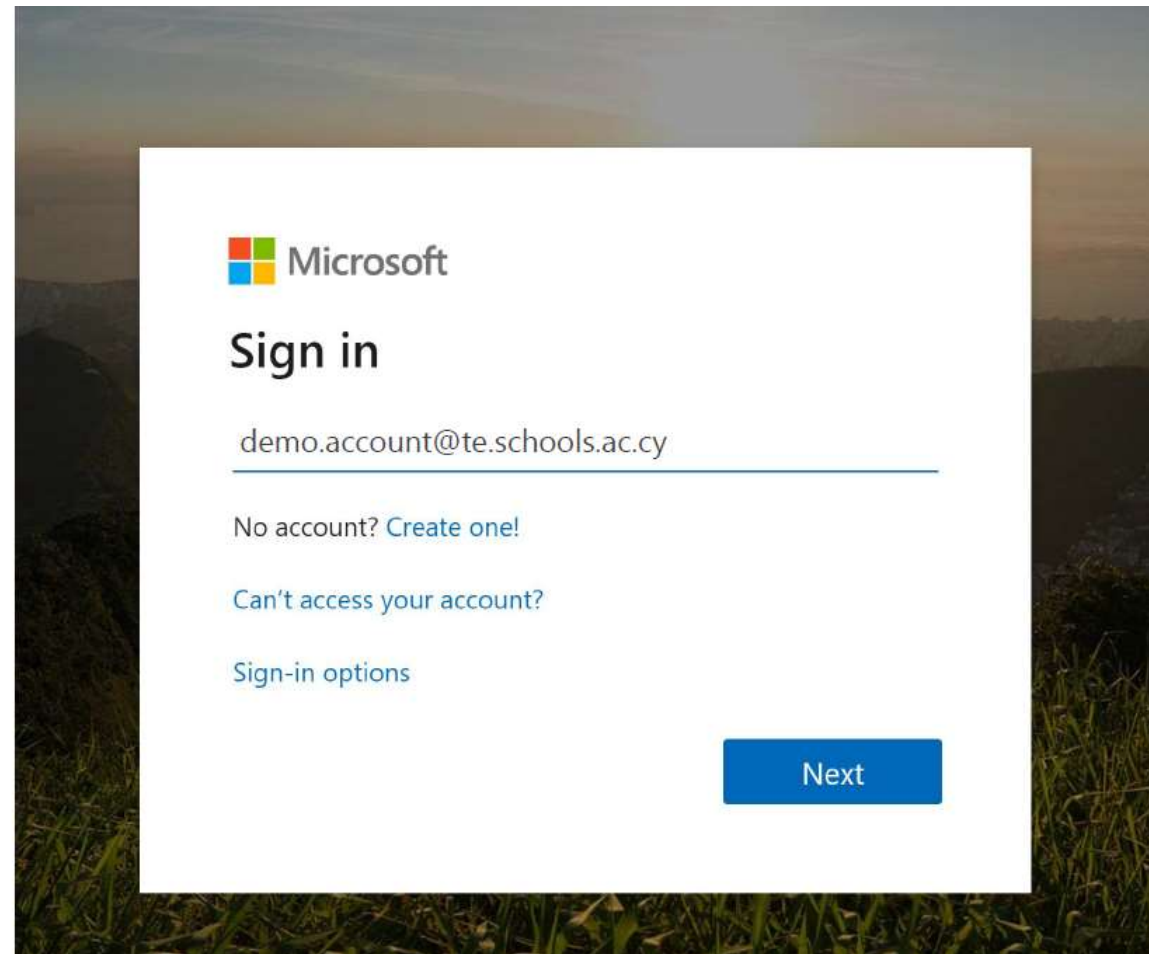 Microsoft
Sign in
demo.account@te.schools.ac.cy
No account? Create one!
Can't access your account?
Sign-in options
Next